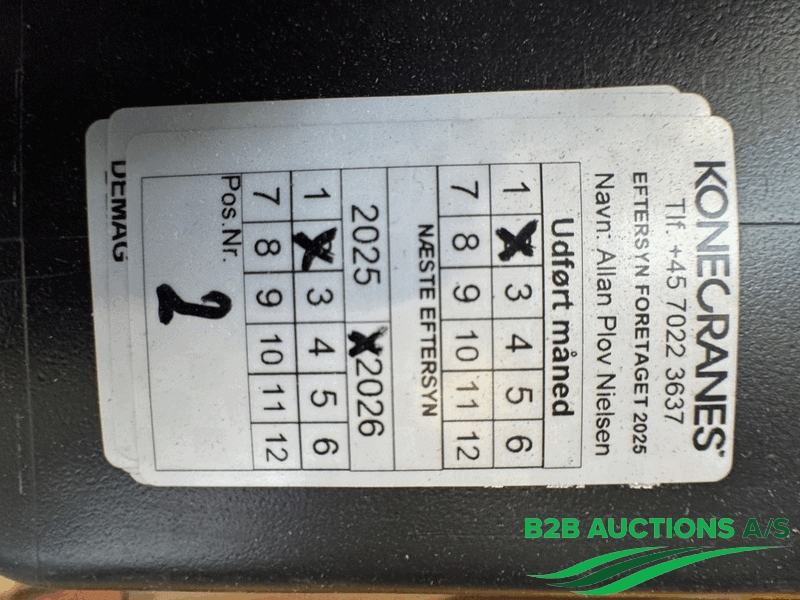 KONECRANES®
Tlf. +45 7022 3637
EFTERSYN FORETAGET 2025
Navn: Allan Plov Nielsen
Udført måned
1 X 3 4 5 6
7 8 9 10 11 12
NÆSTE EFTERSYN
2025 X 2026
1 X 3 4 5 6
7 8 9 10 11 12
Pos.Nr. 2
DEMAG
B2B AUCTIONS A/S